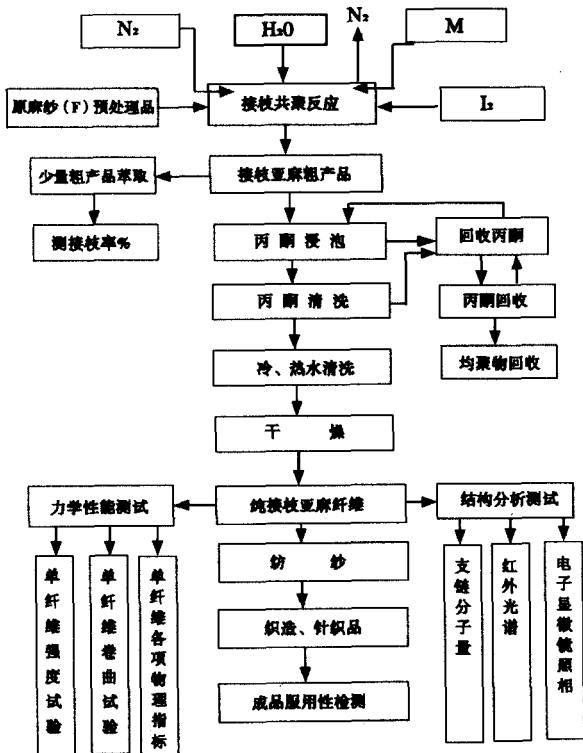 N₂
H₂O
N₂
M
原麻纱(F)预处理品
接枝共聚反应
I₂
少量粗产品萃取
接枝亚麻粗产品
测接枝率%
丙酮浸泡
回收丙酮
丙酮清洗
丙酮回收
冷、热水清洗
均聚物回收
干燥
力学性能测试
纯接枝亚麻纤维
结构分析测试
纺纱
织造、针织品
成品服用性检测
单纤维强度试验
单纤维卷曲试验
单纤维各项物理指标
支链分子量
红外光谱
电子显微镜照相